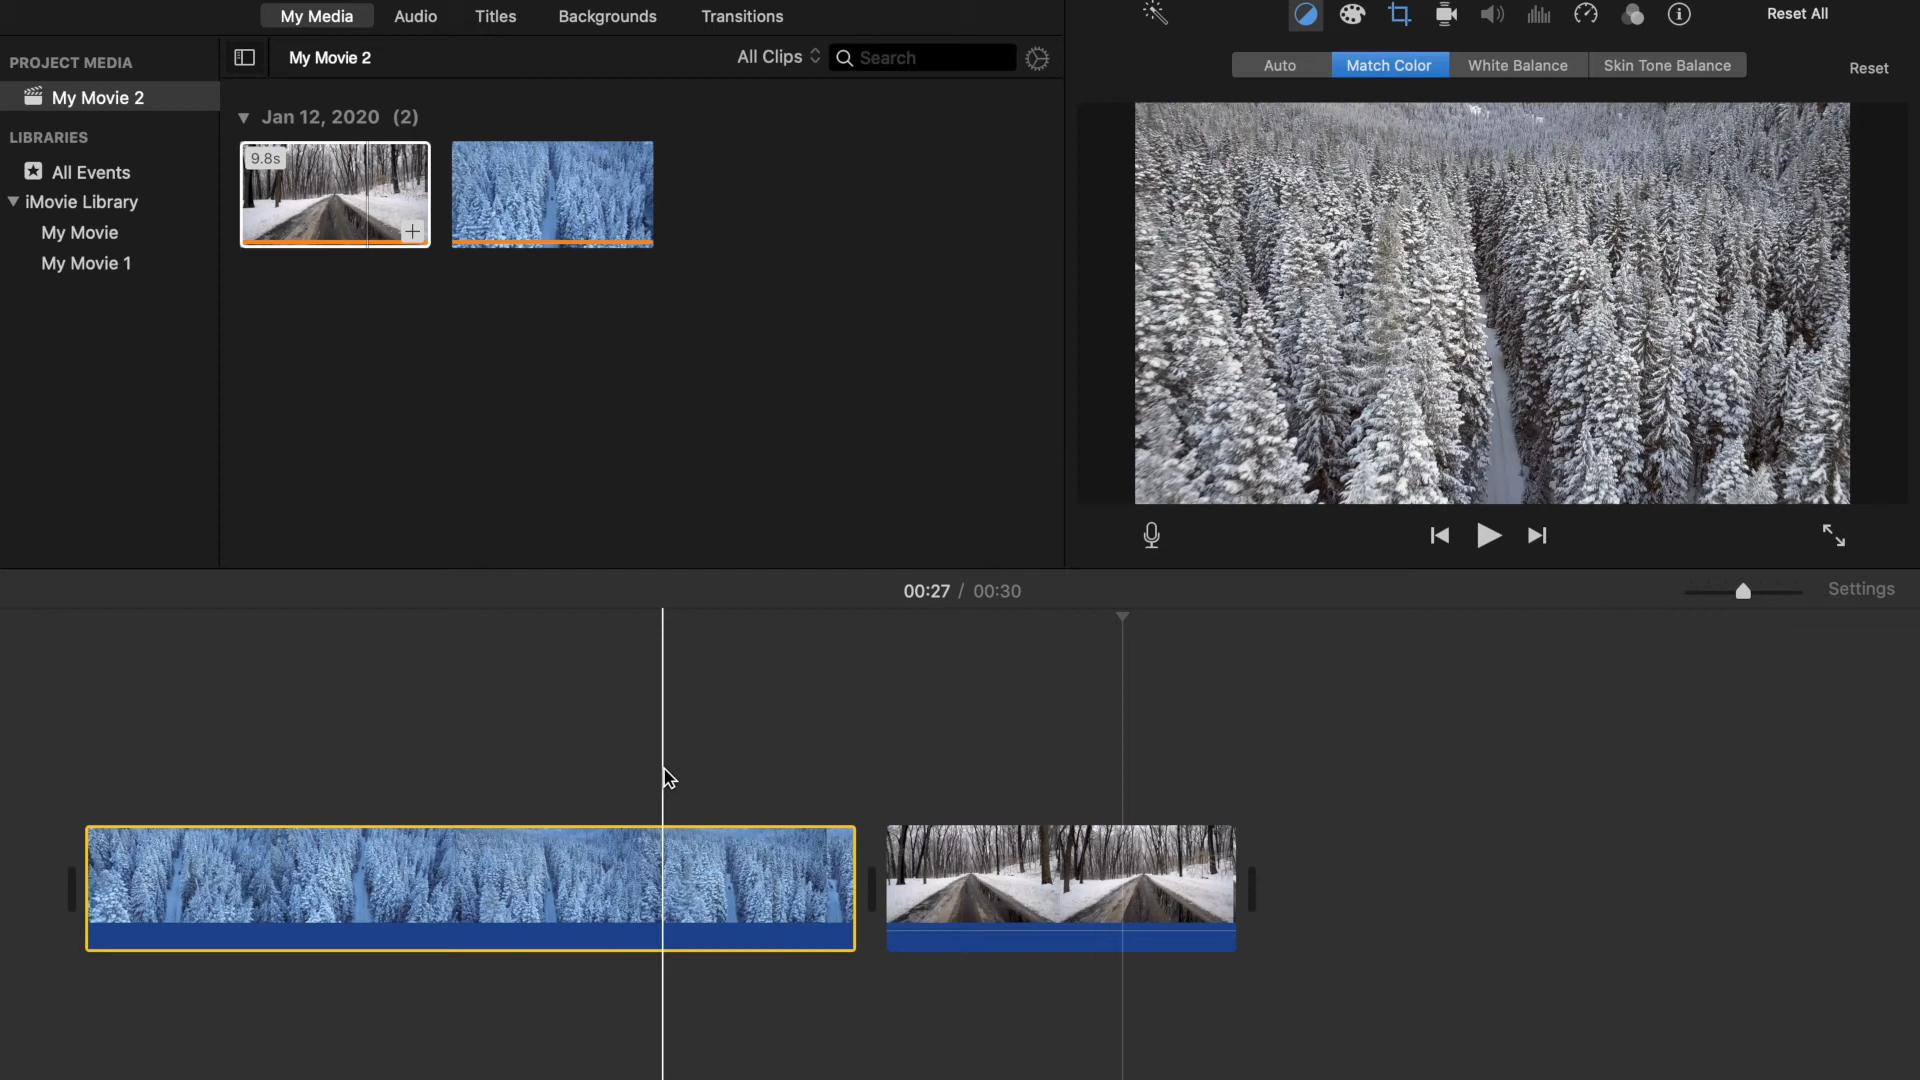 My Media
Audio
Titles
Backgrounds
Transitions
Reset All
PROJECT MEDIA
My Movie 2
All Clips
Search
Auto
Match Color
White Balance
Skin Tone Balance
Reset
My Movie 2
LIBRARIES
All Events
iMovie Library
My Movie
My Movie 1
Jan 12, 2020 (2)
9.8s
00:27 / 00:30
Settings